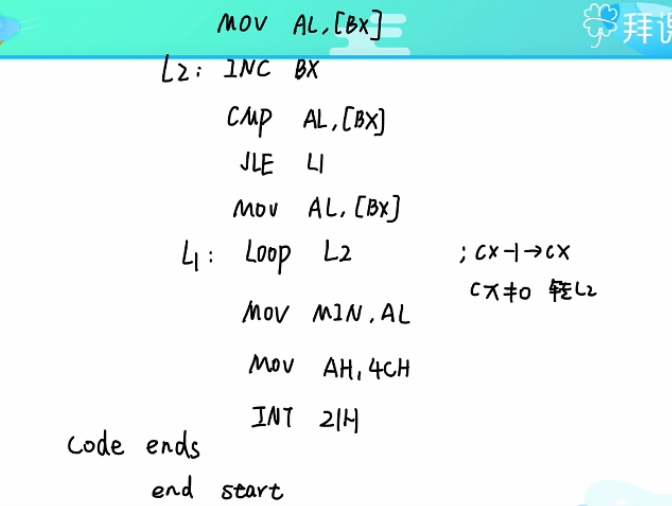 MOV AL,[BX]
拜课
L2: INC BX
CMP AL,[BX]
JLE L1
MOV AL,[BX]
L1: Loop L2 ;CX-1→CX
CX≠0 转L2
MOV MIN,AL
MOV AH,4CH
INT 21H
code ends
end start